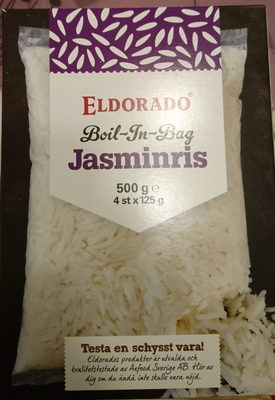 ELDORADO®
Boil-In-Bag
Jasminris
500 g e
4 st x 125 g
Testa en schysst vara!
Eldorados produkter är utvalda och
kvalitetstestade av Axfood Sverige AB. Hör av
dig om du ändå inte skulle vara nöjd.